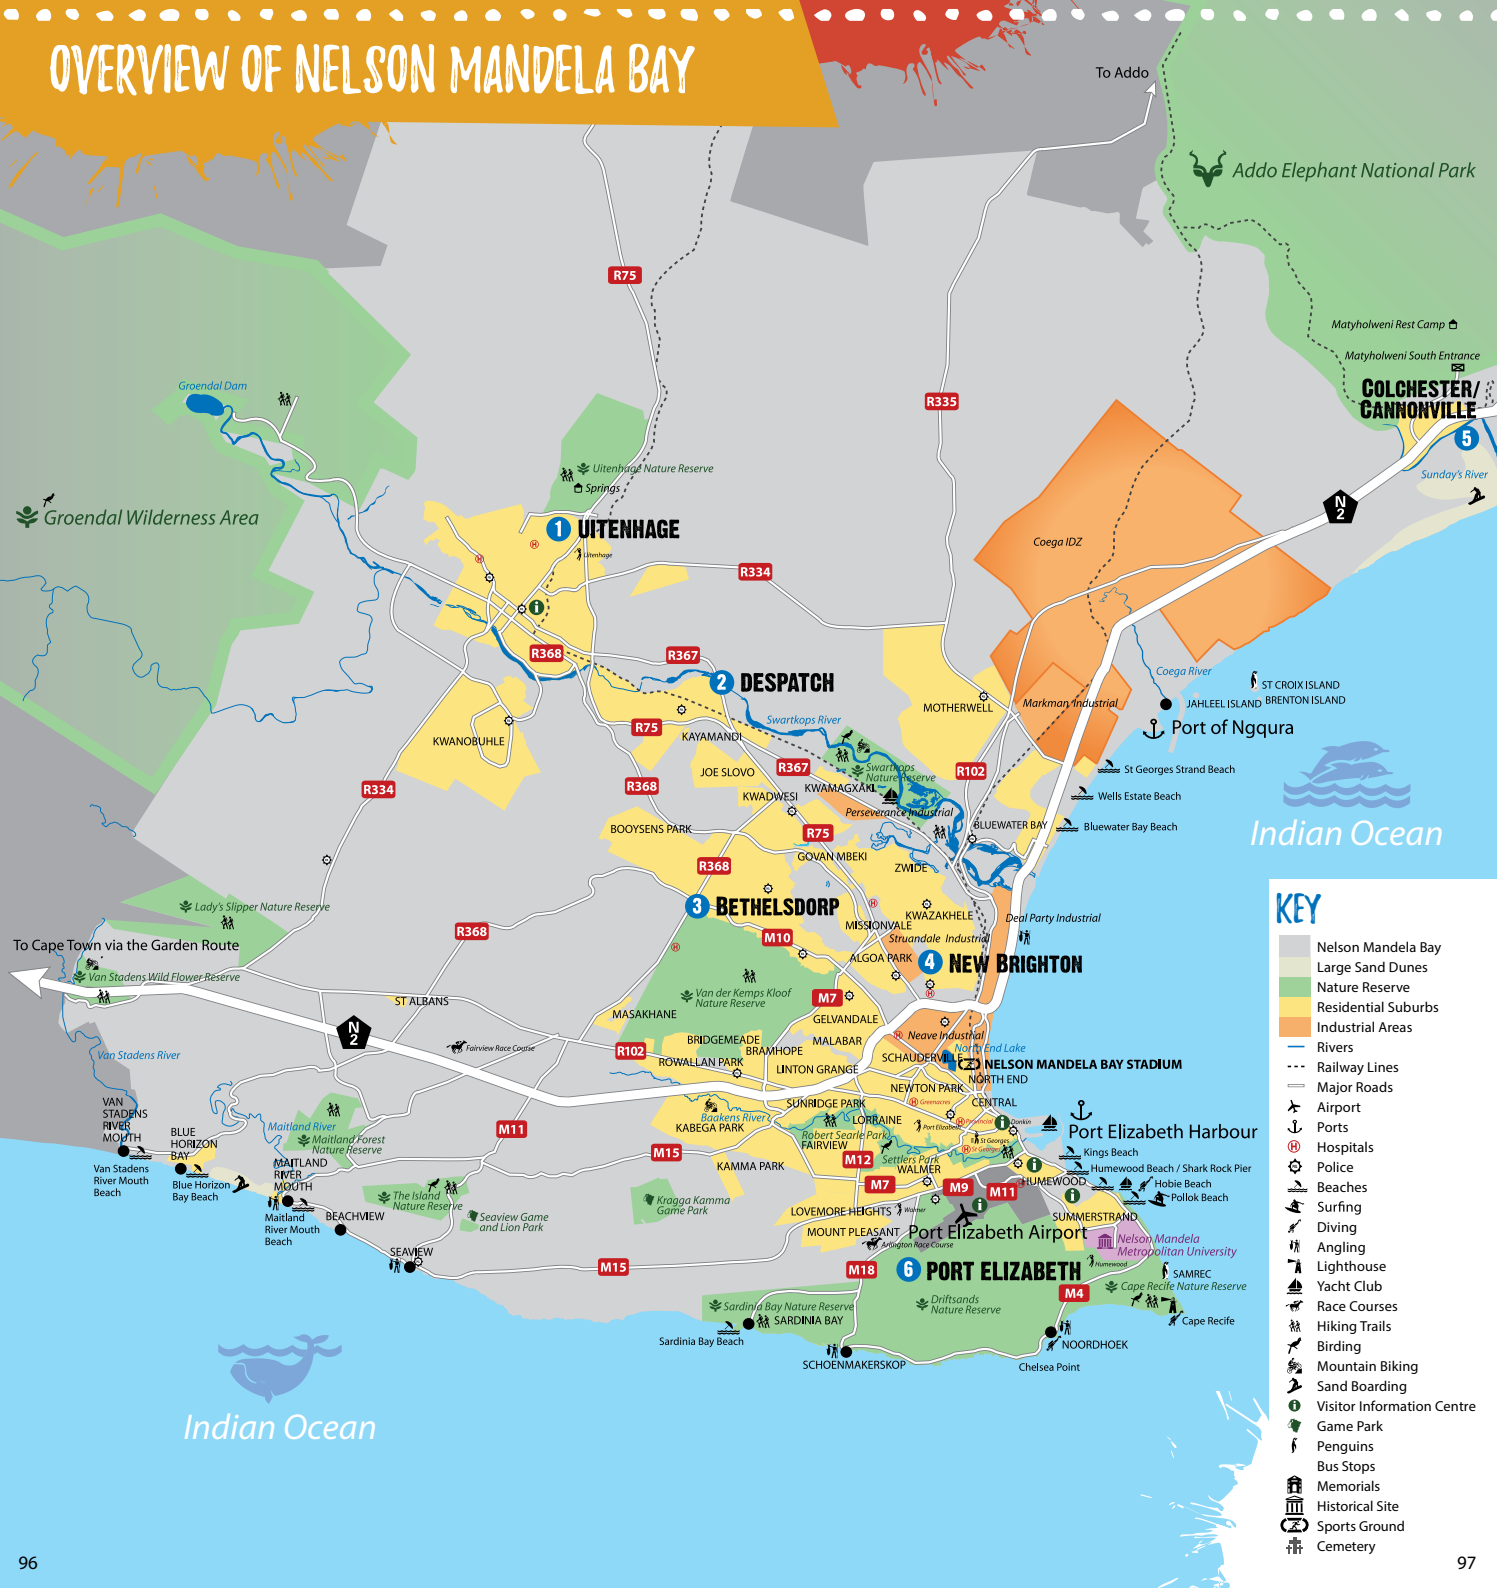 OVERVIEW OF NELSON MANDELA BAY
To Addo
Addo Elephant National Park
R75
Matyholweni Rest Camp
Matyholweni South Entrance
COLCHESTER/
CANNONVILLE
5
Groendal Dam
R335
Sunday's River
Uitenhage Nature Reserve
Springs
N
2
Groendal Wilderness Area
1 UITENHAGE
Uitenhage
Coega IDZ
R334
R368
R367
2 DESPATCH
Coega River
ST CROIX ISLAND
BRENTON ISLAND
JAHLEEL ISLAND
Port of Ngqura
MOTHERWELL
Markman Industrial
Swartkops River
R75
KAYAMANDI
KWANOBUHLE
JOE SLOVO
R367
Swartkops
Nature Reserve
R102
St Georges Strand Beach
R334
R368
KWADWESI
KWAMAGXAKI
Wells Estate Beach
Perseverance Industrial
BOOYSENS PARK
R75
BLUEWATER BAY
Bluewater Bay Beach
Indian Ocean
GOVAN MBEKI
R368
ZWIDE
Lady's Slipper Nature Reserve
3 BETHELSDORP
KWAZAKHELE
Deal Party Industrial
MISSIONVALE
R368
M10
Struandale Industrial
To Cape Town via the Garden Route
ALGOA PARK
4 NEW BRIGHTON
Van Stadens Wild Flower Reserve
Van der Kemps Kloof
Nature Reserve
M7
ST ALBANS
MASAKHANE
GELVANDALE
N
2
Neave Industrial
BRIDGEMEADE
MALABAR
Fairview Race Course
R102
BRAMHOPE
North End Lake
Van Stadens River
ROWALLAN PARK
SCHAUDERVILLE
NELSON MANDELA BAY STADIUM
LINTON GRANGE
NORTH END
NEWTON PARK
SUNRIDGE PARK
Greenacres
CENTRAL
VAN
STADENS
RIVER
MOUTH
Baakens River
KABEGA PARK
LORRAINE
Port Elizabeth
Provincial
Donkin
Port Elizabeth Harbour
BLUE
HORIZON
BAY
Maitland River
M11
Robert Searle Park
FAIRVIEW
St Georges
St George's
Maitland Forest
Nature Reserve
M15
Kings Beach
M12
Settlers Park
WALMER
Humewood Beach / Shark Rock Pier
KAMMA PARK
MAITLAND
RIVER
MOUTH
Van Stadens
River Mouth
Beach
Blue Horizon
Bay Beach
M7
M9
M11
HUMEWOOD
Hobie Beach
Pollok Beach
The Island
Nature Reserve
Kragga Kamma
Game Park
LOVEMORE HEIGHTS
Walmer
Maitland
River Mouth
Beach
BEACHVIEW
Seaview Game
and Lion Park
SUMMERSTRAND
MOUNT PLEASANT
Port Elizabeth Airport
Arlington Race Course
Nelson Mandela
Metropolitan University
SEAVIEW
M15
M18
6 PORT ELIZABETH
Humewood
SAMREC
M4
Cape Recife Nature Reserve
Sardinia Bay Nature Reserve
Driftsands
Nature Reserve
SARDINIA BAY
Cape Recife
Sardinia Bay Beach
NOORDHOEK
SCHOENMAKERSKOP
Chelsea Point
Indian Ocean
KEY
Nelson Mandela Bay
Large Sand Dunes
Nature Reserve
Residential Suburbs
Industrial Areas
Rivers
Railway Lines
Major Roads
Airport
Ports
Hospitals
Police
Beaches
Surfing
Diving
Angling
Lighthouse
Yacht Club
Race Courses
Hiking Trails
Birding
Mountain Biking
Sand Boarding
Visitor Information Centre
Game Park
Penguins
Bus Stops
Memorials
Historical Site
Sports Ground
Cemetery
96
97